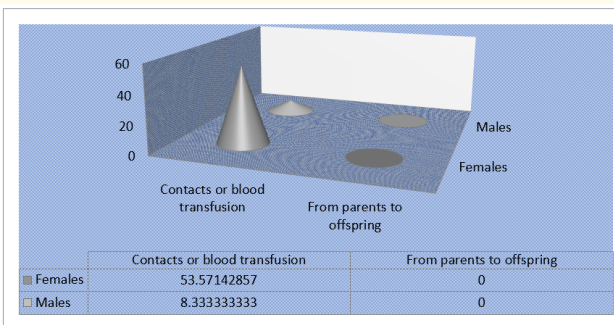 60
40
20
0
Males
Females
Contacts or blood
transfusion
From parents to
offspring
Contacts or blood transfusion From parents to offspring
Females 53.57142857 0
Males 8.333333333 0